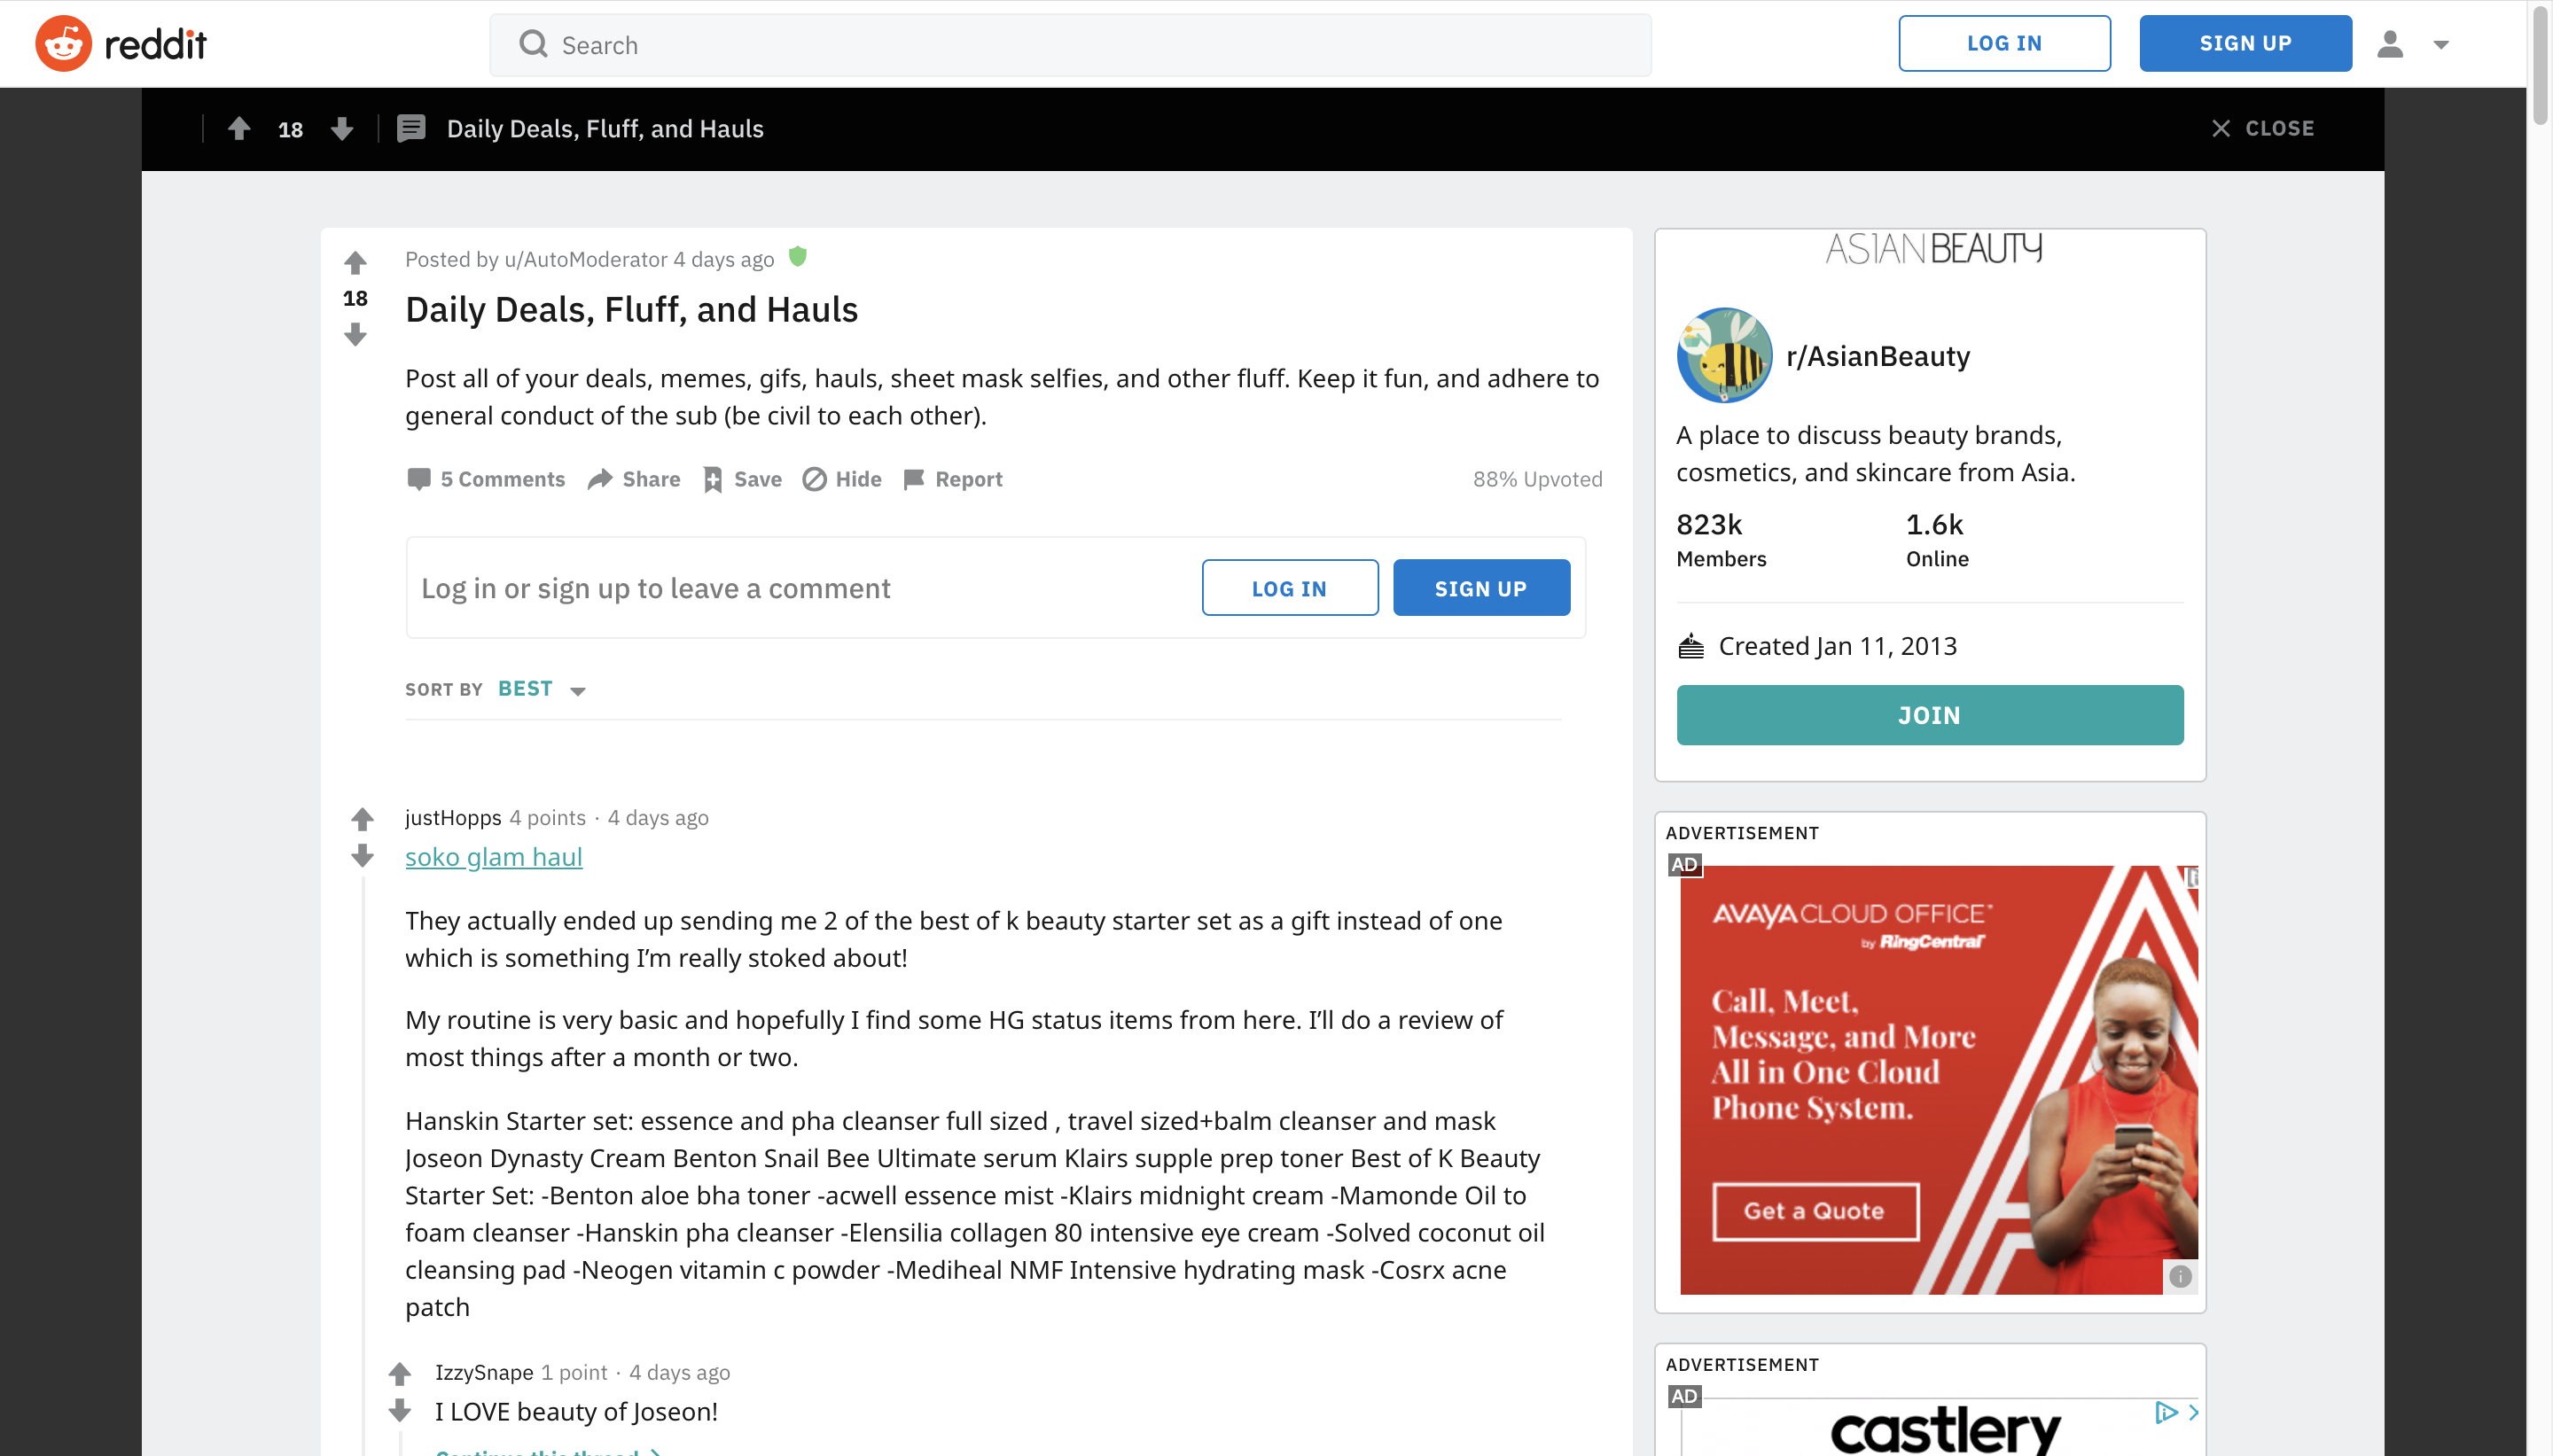 reddit
Search
LOG IN
SIGN UP
18
Daily Deals, Fluff, and Hauls
CLOSE
Posted by u/AutoModerator 4 days ago
18
Daily Deals, Fluff, and Hauls
Post all of your deals, memes, gifs, hauls, sheet mask selfies, and other fluff. Keep it fun, and adhere to
general conduct of the sub (be civil to each other).
5 Comments
Share
Save
Hide
Report
88% Upvoted
Log in or sign up to leave a comment
LOG IN
SIGN UP
SORT BY BEST
justHopps 4 points · 4 days ago
soko glam haul
They actually ended up sending me 2 of the best of k beauty starter set as a gift instead of one
which is something I’m really stoked about!
My routine is very basic and hopefully I find some HG status items from here. I’ll do a review of
most things after a month or two.
Hanskin Starter set: essence and pha cleanser full sized , travel sized+balm cleanser and mask
Joseon Dynasty Cream Benton Snail Bee Ultimate serum Klairs supple prep toner Best of K Beauty
Starter Set: -Benton aloe bha toner -acwell essence mist -Klairs midnight cream -Mamonde Oil to
foam cleanser -Hanskin pha cleanser -Elensilia collagen 80 intensive eye cream -Solved coconut oil
cleansing pad -Neogen vitamin c powder -Mediheal NMF Intensive hydrating mask -Cosrx acne
patch
IzzySnape 1 point · 4 days ago
I LOVE beauty of Joseon!
Continue this thread
ASIANBEAUTY
r/AsianBeauty
A place to discuss beauty brands,
cosmetics, and skincare from Asia.
823k
Members
1.6k
Online
Created Jan 11, 2013
JOIN
ADVERTISEMENT
AD
AVAYA CLOUD OFFICE
by RingCentral
Call, Meet,
Message, and More
All in One Cloud
Phone System.
Get a Quote
ADVERTISEMENT
AD
castlery